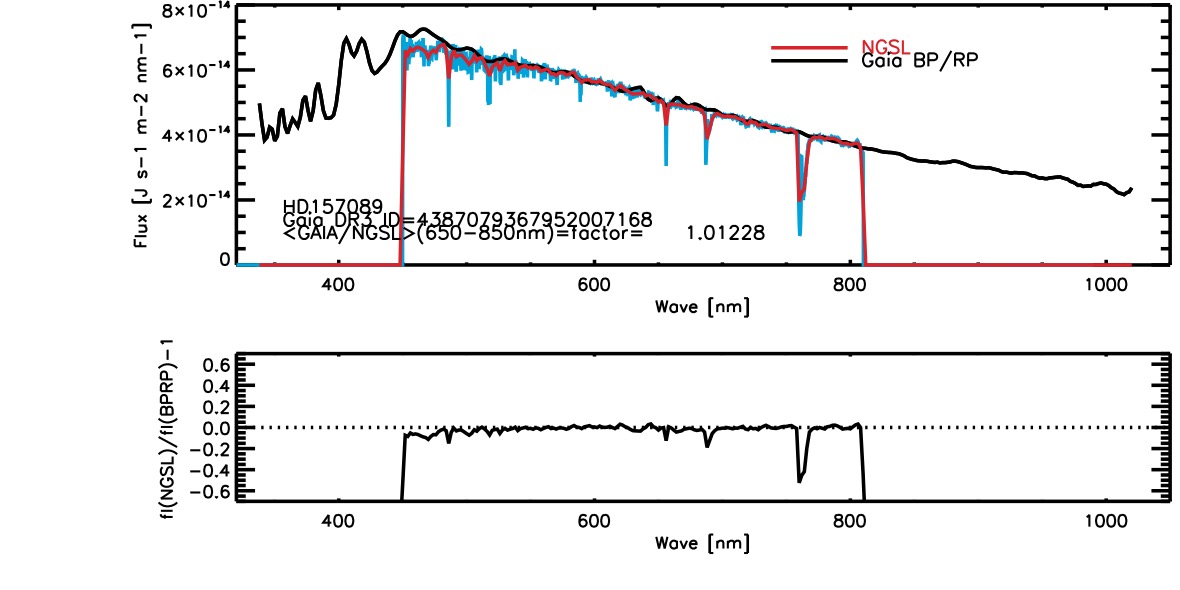 8×10−14
6×10−14
4×10−14
2×10−14
0
Flux [J s−1 m−2 nm−1]
NGSL
Gaia BP/RP
HD157089
Gaia DR3 ID=4387079367952007168
<GAIA/NGSL>(650−850nm)=factor= 1.01228
400 600 800 1000
Wave [nm]
fl(NGSL)/fl(BPRP)−1
0.6
0.4
0.2
0.0
−0.2
−0.4
−0.6
400 600 800 1000
Wave [nm]